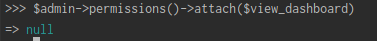 >>> $admin->permissions()->attach($view_dashboard)
=> null